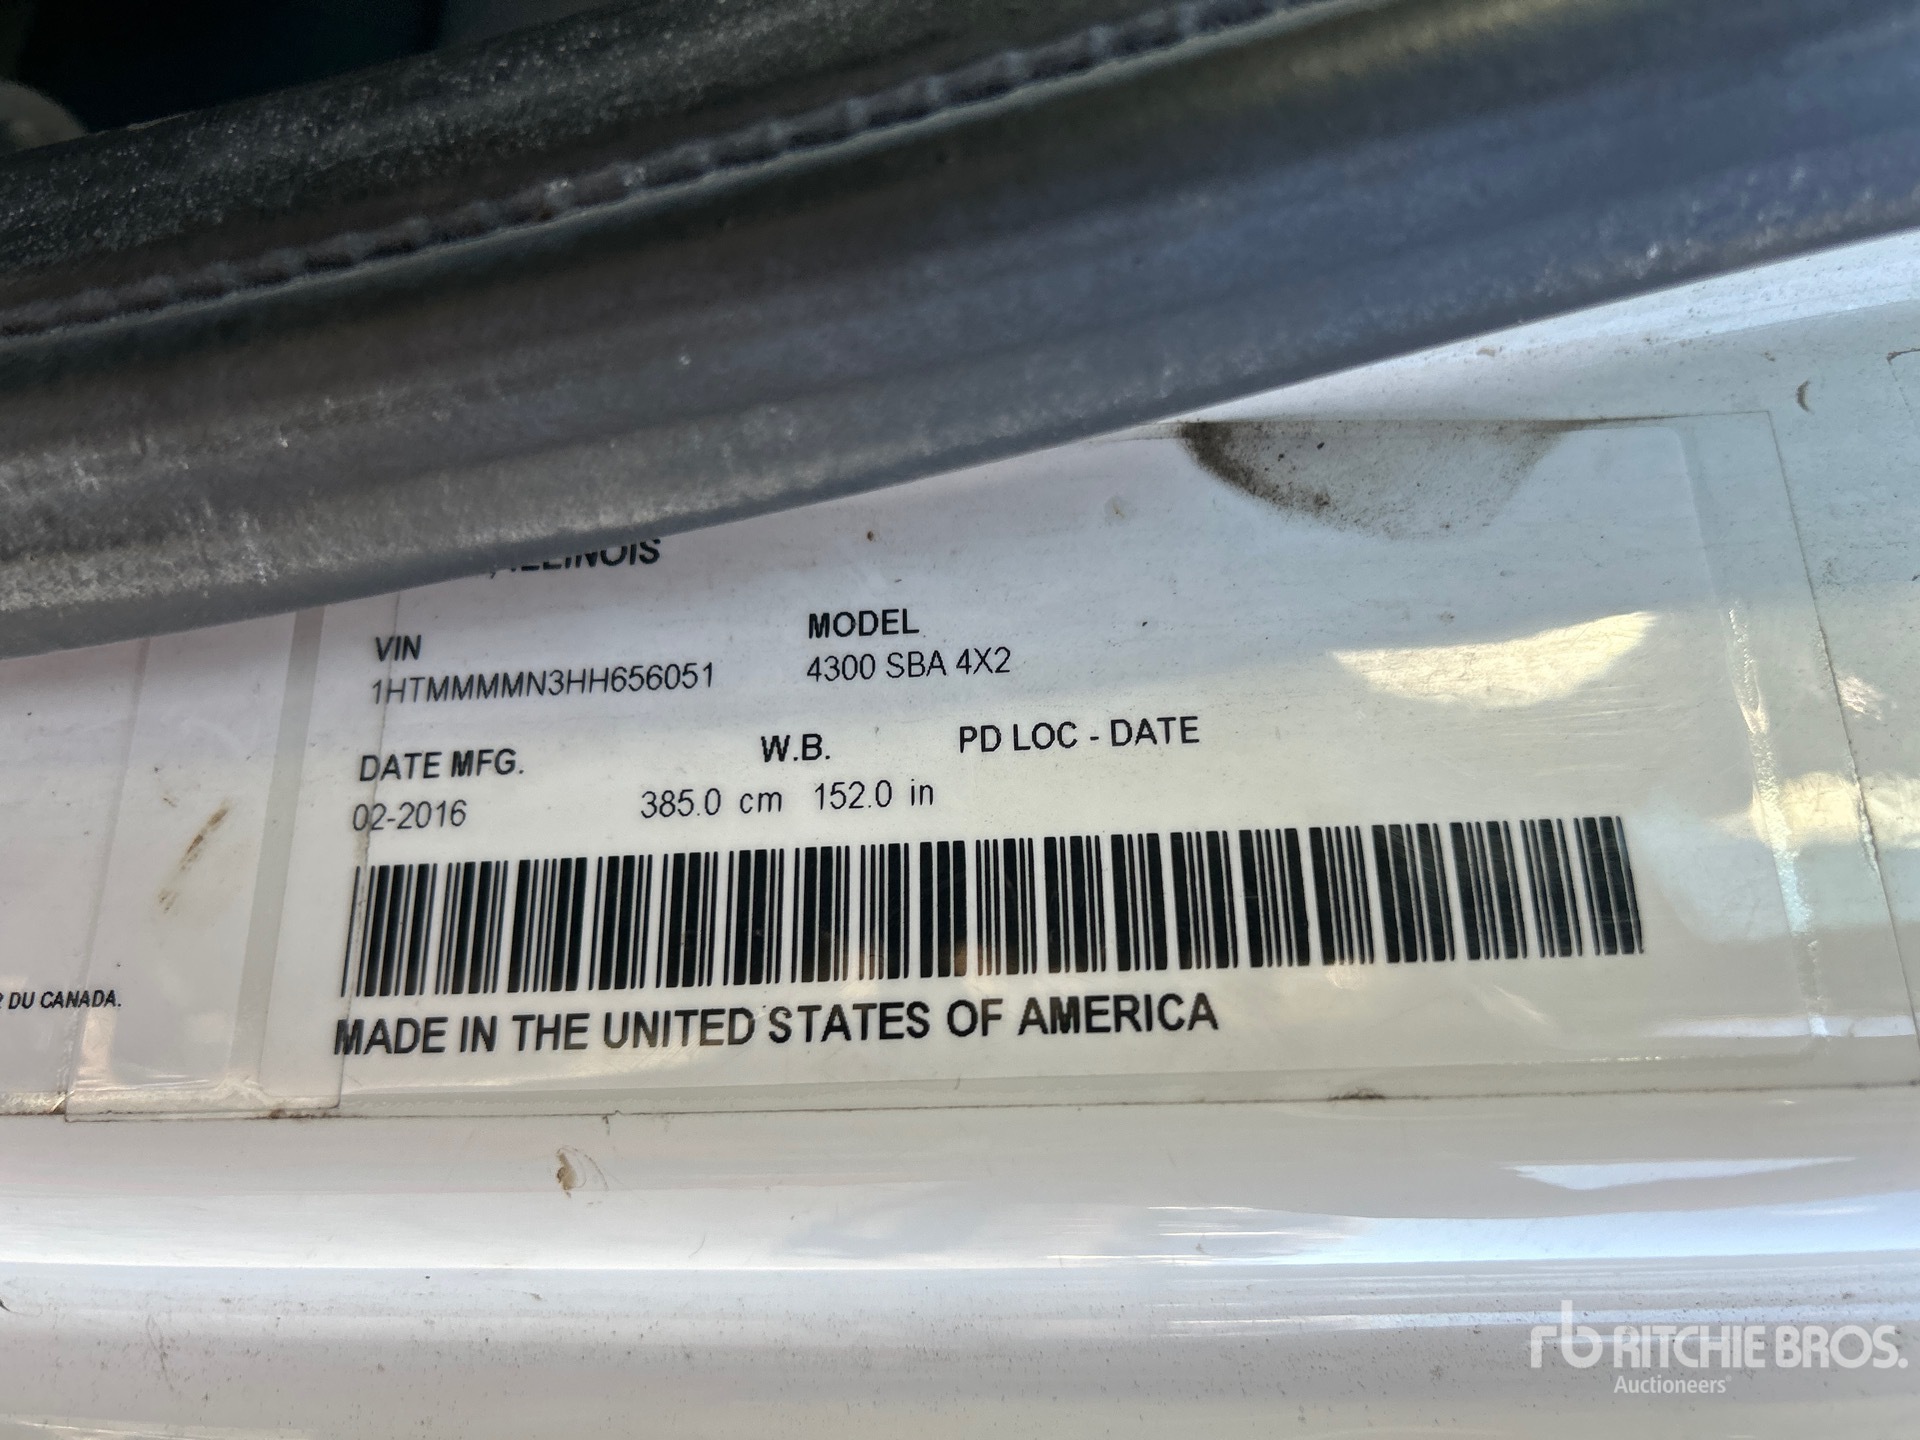 ILLINOIS
VIN
1HTMMMMN3HH656051
MODEL
4300 SBA 4X2
DATE MFG.
02-2016
W.B.
385.0 cm 152.0 in
PD LOC - DATE
MADE IN THE UNITED STATES OF AMERICA
DU CANADA.
rb RITCHIE BROS.
Auctioneers